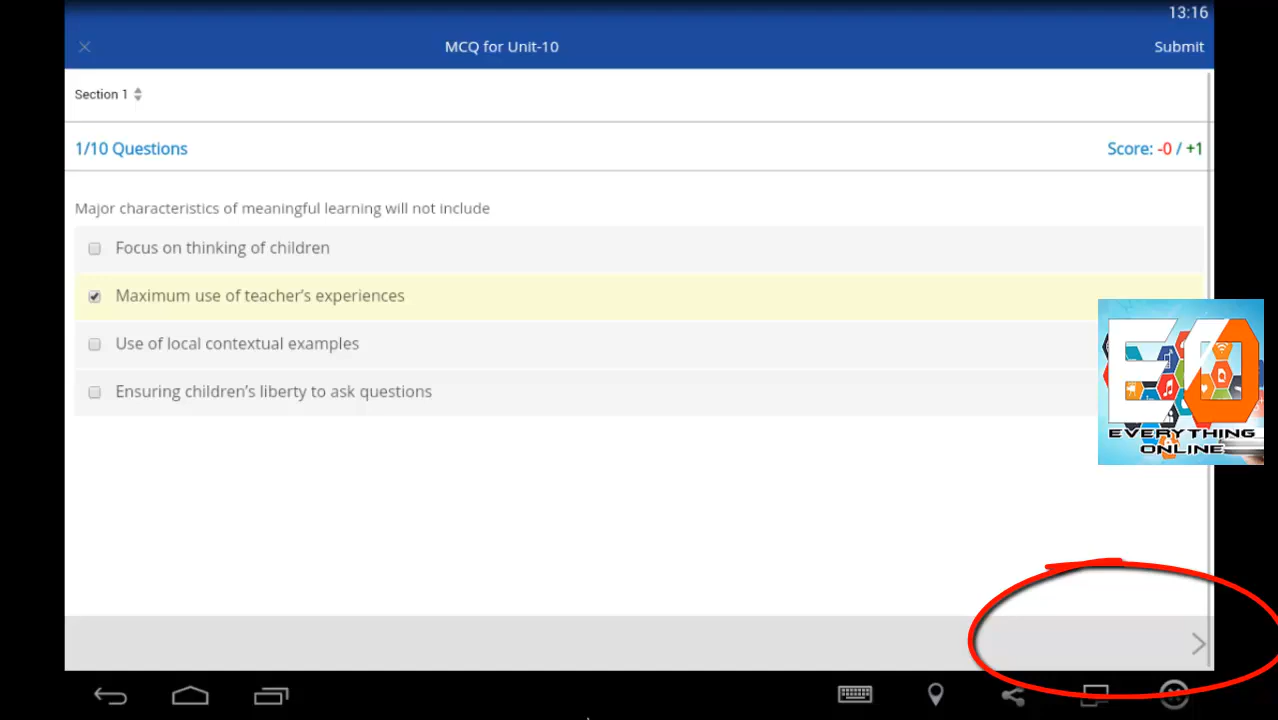 13:16
MCQ for Unit-10
Submit
Section 1
1/10 Questions
Score: -0 / +1
Major characteristics of meaningful learning will not include
Focus on thinking of children
Maximum use of teacher’s experiences
Use of local contextual examples
Ensuring children’s liberty to ask questions
EO
EVERYTHING
ONLINE